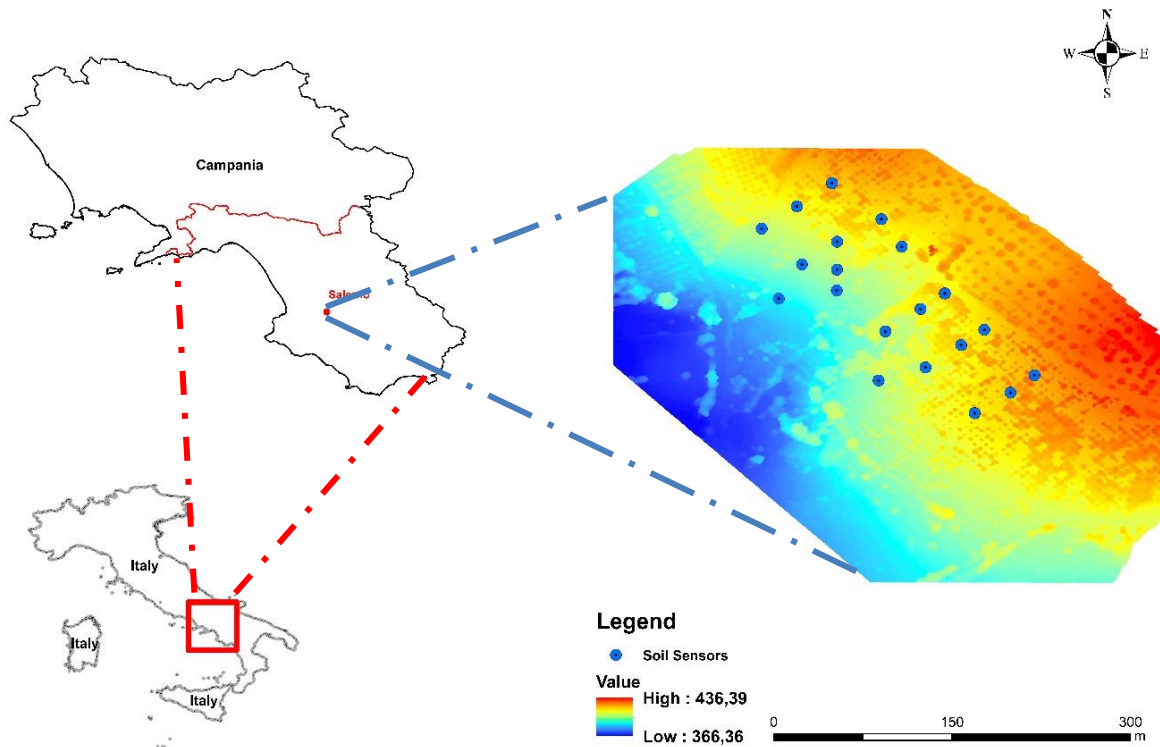 N
W E
S
Campania
Salerno
Italy
Italy
Italy
Legend
Soil Sensors
Value
High : 436,39
Low : 366,36
0 150 300
m